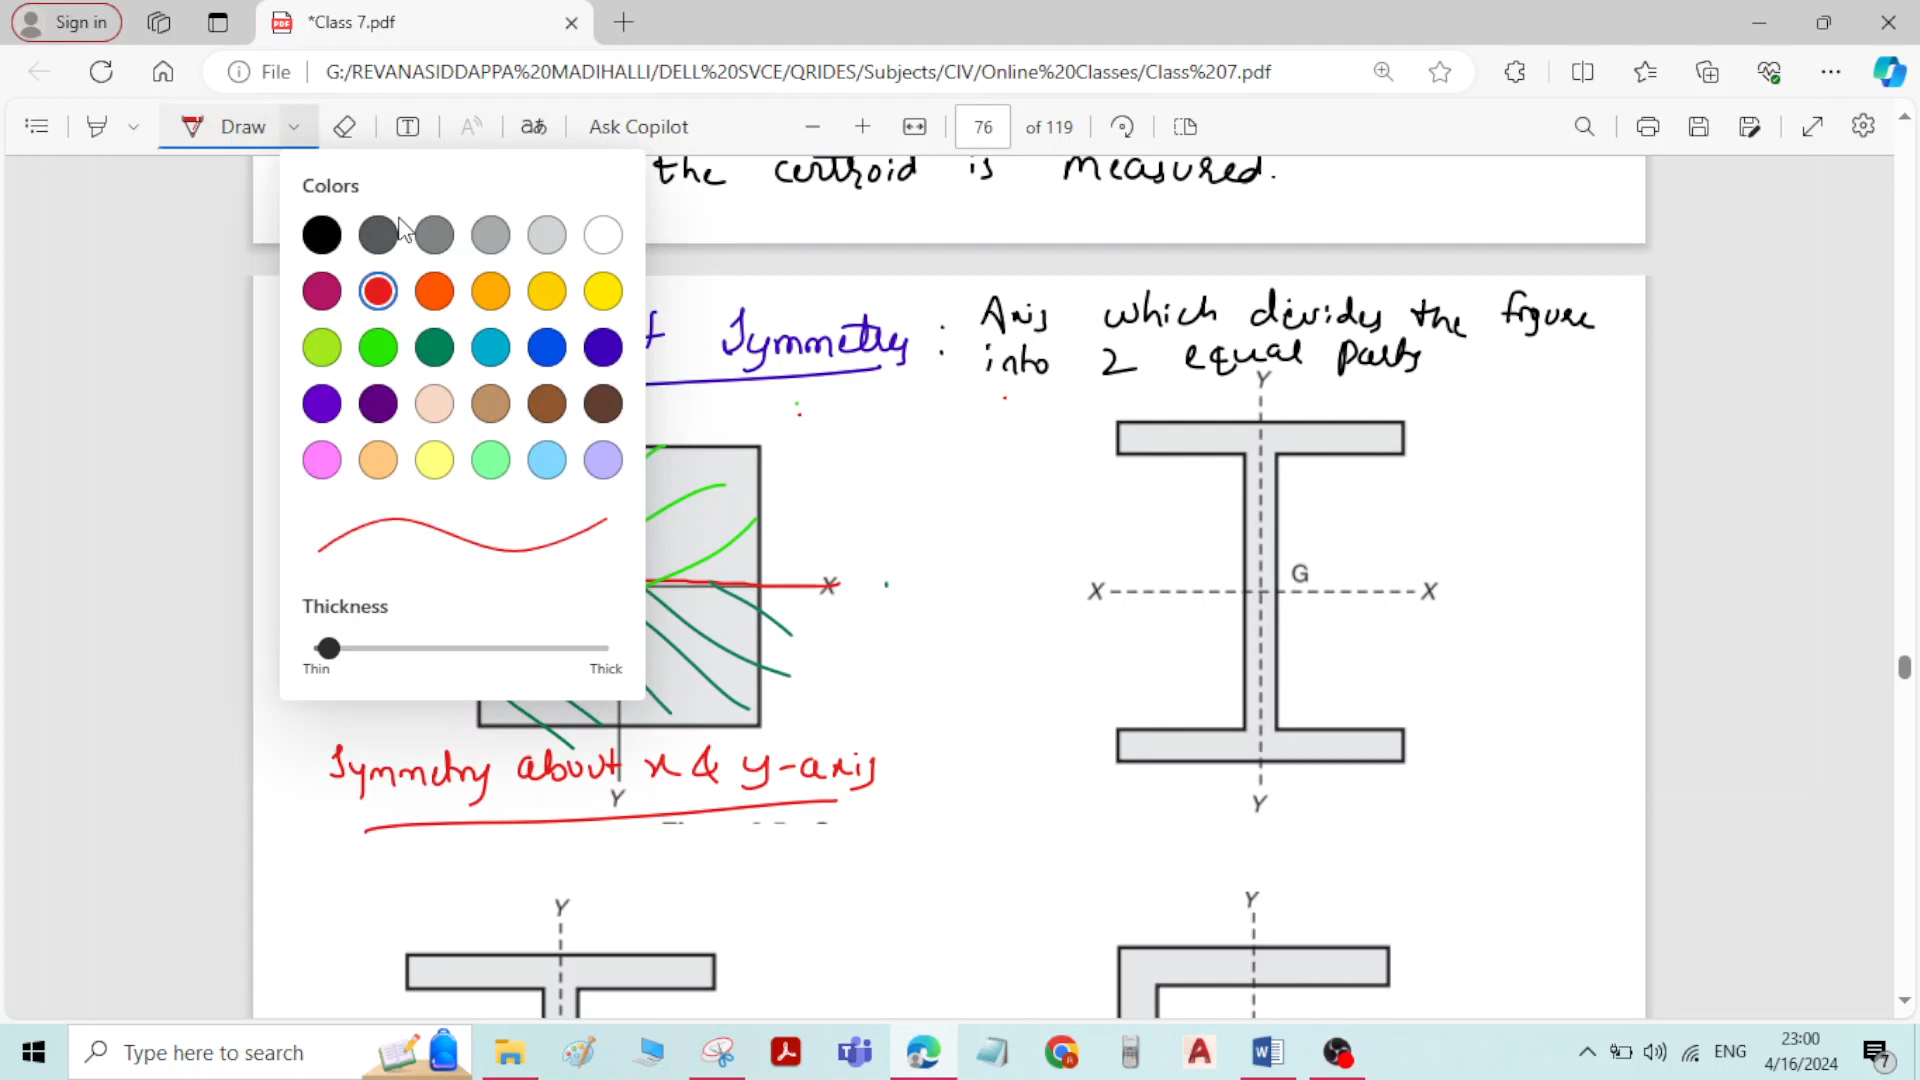 Sign in
*Class 7.pdf
File
G:/REVANASIDDAPPA%20MADIHALLI/DELL%20SVCE/QRIDES/Subjects/CIV/Online%20Classes/Class%207.pdf
Draw
Ask Copilot
76 of 119
the centroid is measured.
Colors
Symmetry : Axis which divides the figure
into 2 equal parts
Y
X
G
X
X
Thickness
Thin
Thick
Symmetry about x & y-axis
Y
Y
Y
Y
Type here to search
ENG
23:00
4/16/2024
7